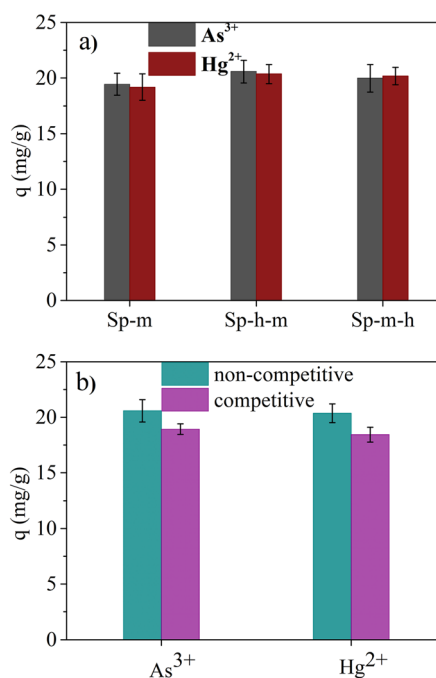 a)
As³⁺
Hg²⁺
25
20
15
10
5
0
q (mg/g)
Sp-m Sp-h-m Sp-m-h
b)
non-competitive
competitive
25
20
15
10
5
0
q (mg/g)
As³⁺ Hg²⁺